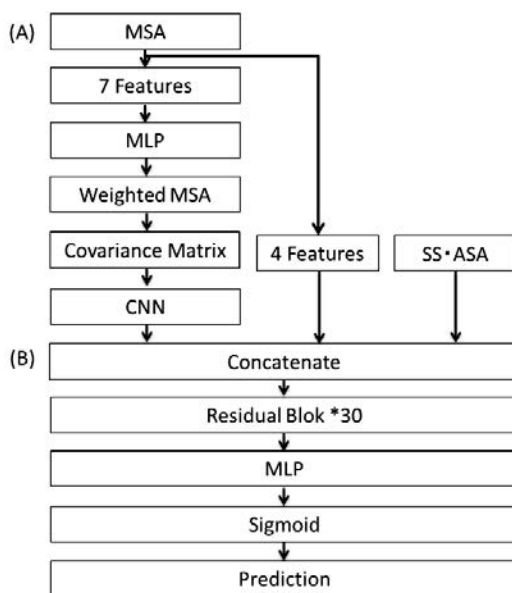 (A)
MSA
7 Features
MLP
Weighted MSA
Covariance Matrix
4 Features
SS・ASA
CNN
(B)
Concatenate
Residual Blok *30
MLP
Sigmoid
Prediction